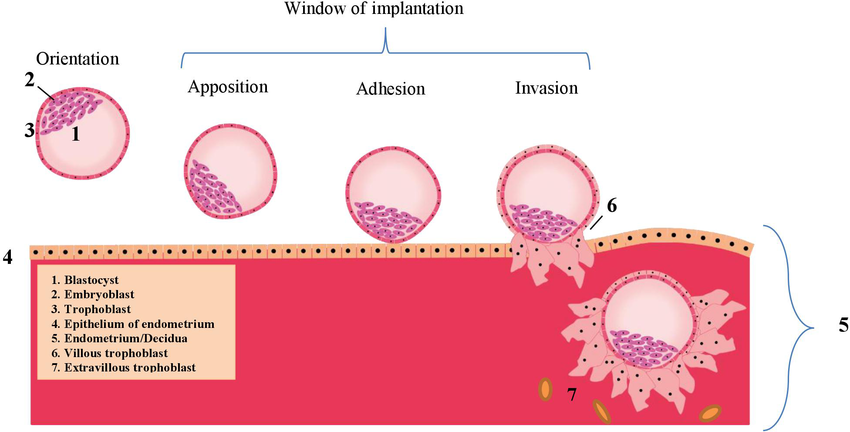 Window of implantation
Orientation
Apposition
Adhesion
Invasion
2
3
1
6
4
5
7
1. Blastocyst
2. Embryoblast
3. Trophoblast
4. Epithelium of endometrium
5. Endometrium/Decidua
6. Villous trophoblast
7. Extravillous trophoblast